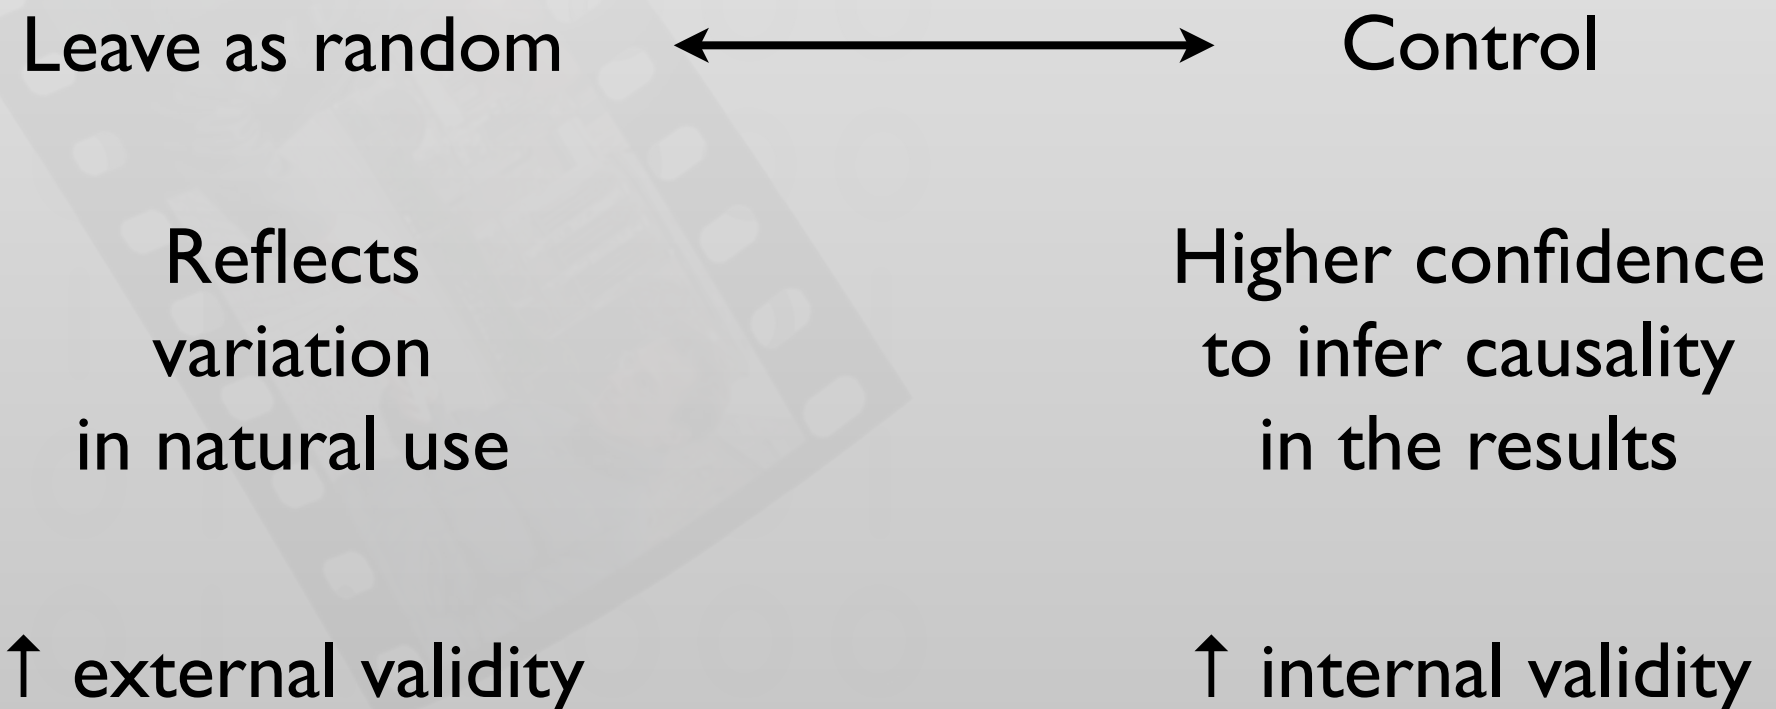 Leave as random
Control
Reflects
variation
in natural use
Higher confidence
to infer causality
in the results
↑ external validity
↑ internal validity